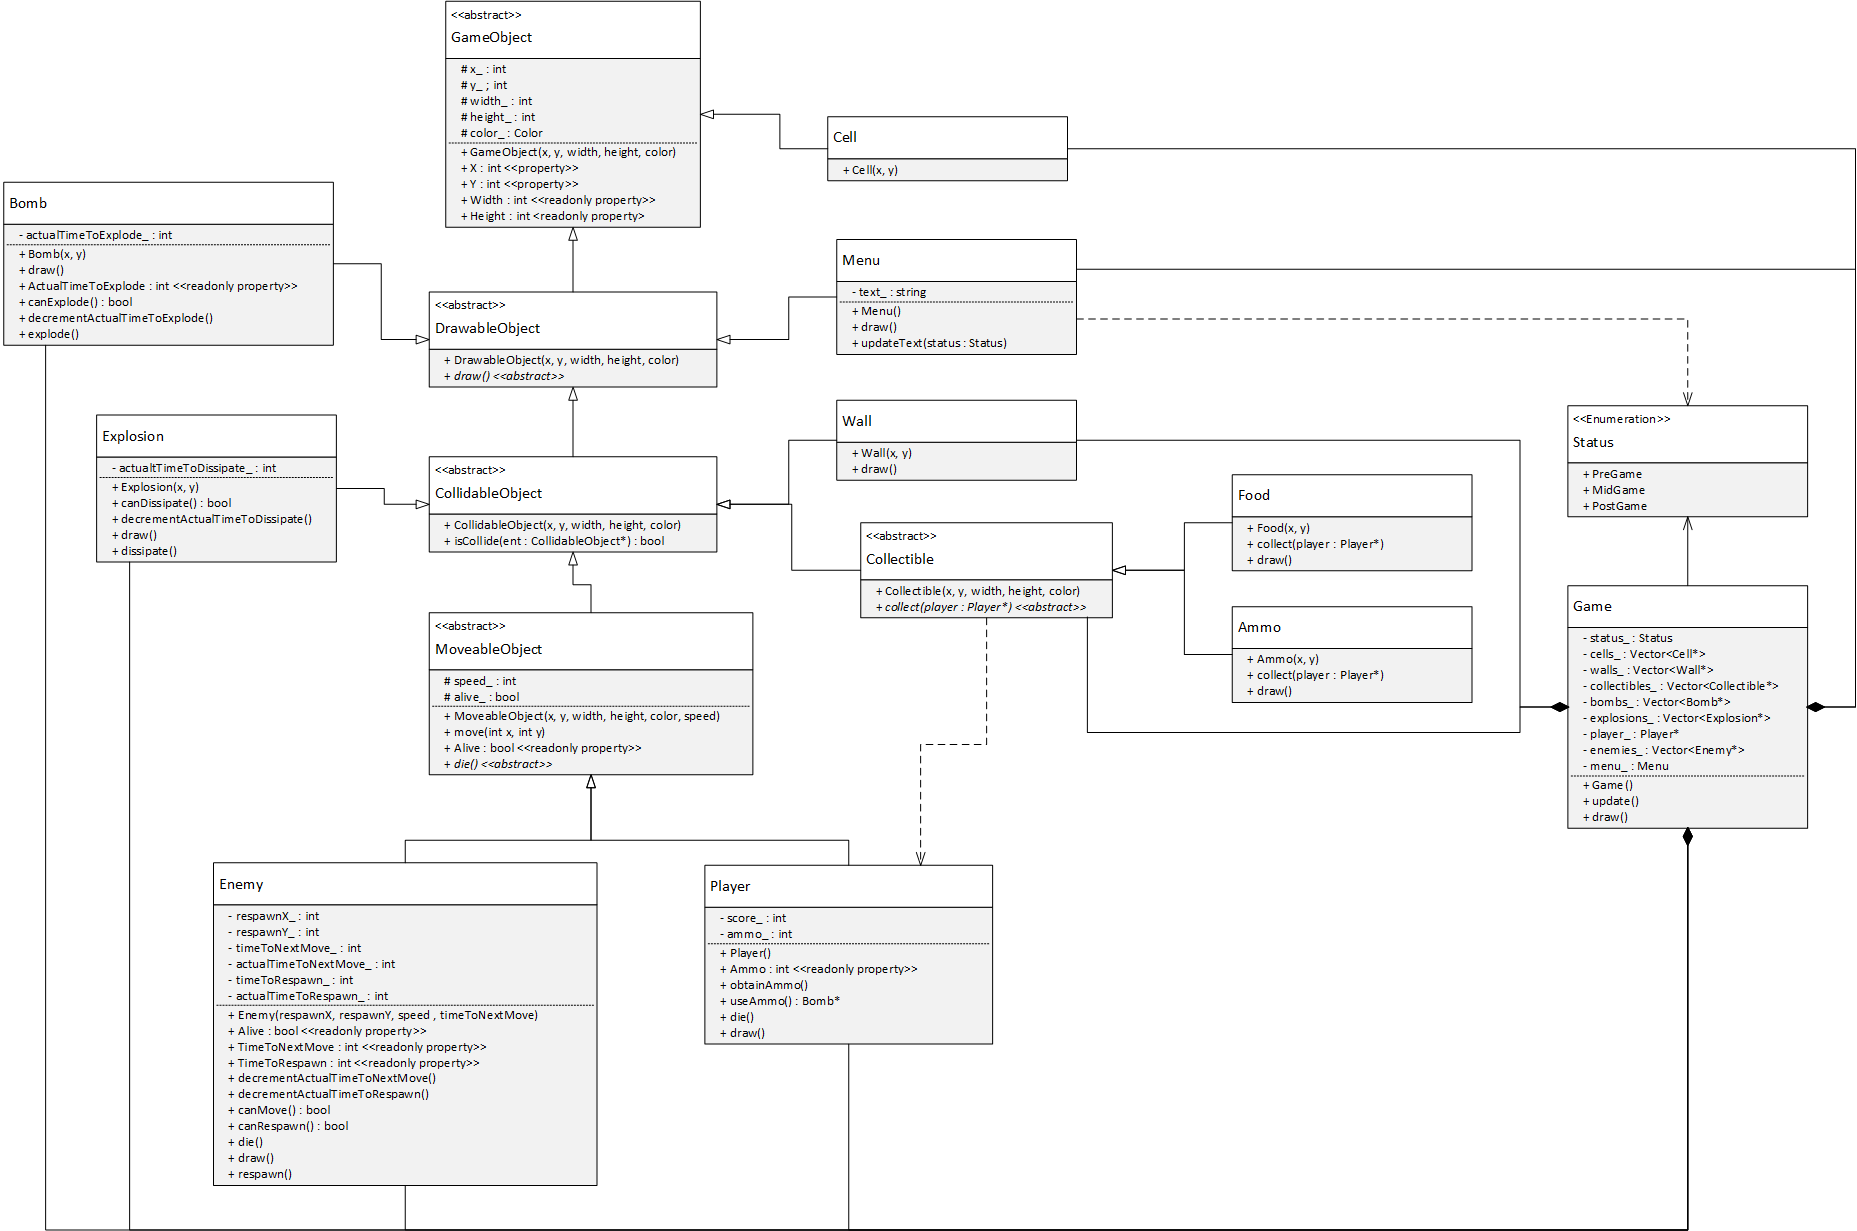 <<abstract>>
GameObject
# x_ : int
# y_ ; int
# width_ : int
# height_ : int
# color_ : Color
+ GameObject(x, y, width, height, color)
+ X : int <<property>>
+ Y : int <<property>>
+ Width : int <<readonly property>>
+ Height : int <readonly property>
Cell
+ Cell(x, y)
Bomb
- actualTimeToExplode_ : int
+ Bomb(x, y)
+ draw()
+ ActualTimeToExplode : int <<readonly property>>
+ canExplode() : bool
+ decrementActualTimeToExplode()
+ explode()
Menu
- text_ : string
+ Menu()
+ draw()
+ updateText(status : Status)
<<abstract>>
DrawableObject
+ DrawableObject(x, y, width, height, color)
+ draw() <<abstract>>
Wall
+ Wall(x, y)
+ draw()
<<Enumeration>>
Status
+ PreGame
+ MidGame
+ PostGame
Explosion
- actualtTimeToDissipate_ : int
+ Explosion(x, y)
+ canDissipate() : bool
+ decrementActualTimeToDissipate()
+ draw()
+ dissipate()
<<abstract>>
CollidableObject
+ CollidableObject(x, y, width, height, color)
+ isCollide(ent : CollidableObject*) : bool
Food
+ Food(x, y)
+ collect(player : Player*)
+ draw()
<<abstract>>
Collectible
+ Collectible(x, y, width, height, color)
+ collect(player : Player*) <<abstract>>
Ammo
+ Ammo(x, y)
+ collect(player : Player*)
+ draw()
Game
- status_ : Status
- cells_ : Vector<Cell*>
- walls_ : Vector<Wall*>
- collectibles_ : Vector<Collectible*>
- bombs_ : Vector<Bomb*>
- explosions_ : Vector<Explosion*>
- player_ : Player*
- enemies_ : Vector<Enemy*>
- menu_ : Menu
+ Game()
+ update()
+ draw()
<<abstract>>
MoveableObject
# speed_ : int
# alive_ : bool
+ MoveableObject(x, y, width, height, color, speed)
+ move(int x, int y)
+ Alive : bool <<readonly property>>
+ die() <<abstract>>
Enemy
- respawnX_ : int
- respawnY_ : int
- timeToNextMove_ : int
- actualTimeToNextMove_ : int
- timeToRespawn_ : int
- actualTimeToRespawn_ : int
+ Enemy(respawnX, respawnY, speed , timeToNextMove)
+ Alive : bool <<readonly property>>
+ TimeToNextMove : int <<readonly property>>
+ TimeToRespawn : int <<readonly property>>
+ decrementActualTimeToNextMove()
+ decrementActualTimeToRespawn()
+ canMove() : bool
+ canRespawn() : bool
+ die()
+ draw()
+ respawn()
Player
- score_ : int
- ammo_ : int
+ Player()
+ Ammo : int <<readonly property>>
+ obtainAmmo()
+ useAmmo() : Bomb*
+ die()
+ draw()